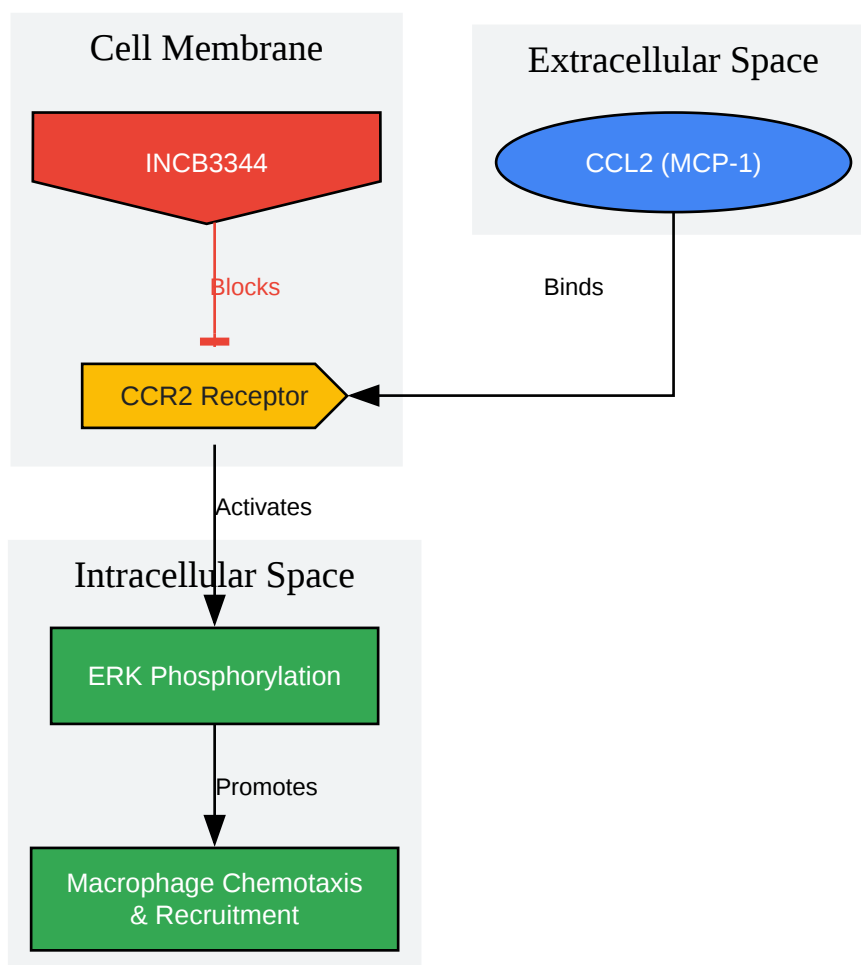 Cell Membrane
Extracellular Space
INCB3344
CCL2 (MCP-1)
Blocks
Binds
CCR2 Receptor
Activates
Intracellular Space
ERK Phosphorylation
Promotes
Macrophage Chemotaxis
& Recruitment